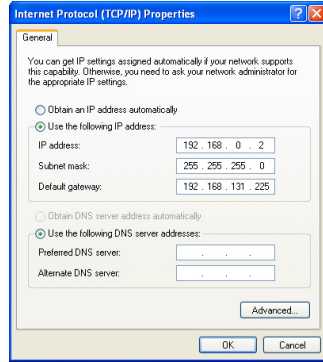 Internet Protocol (TCP/IP) Properties
General
You can get IP settings assigned automatically if your network supports
this capability. Otherwise, you need to ask your network administrator for
the appropriate IP settings.
Obtain an IP address automatically
Use the following IP address:
IP address: 192 . 168 . 0 . 2
Subnet mask: 255 . 255 . 255 . 0
Default gateway: 192 . 168 . 131 . 225
Obtain DNS server address automatically
Use the following DNS server addresses:
Preferred DNS server: . . .
Alternate DNS server: . . .
Advanced...
OK Cancel